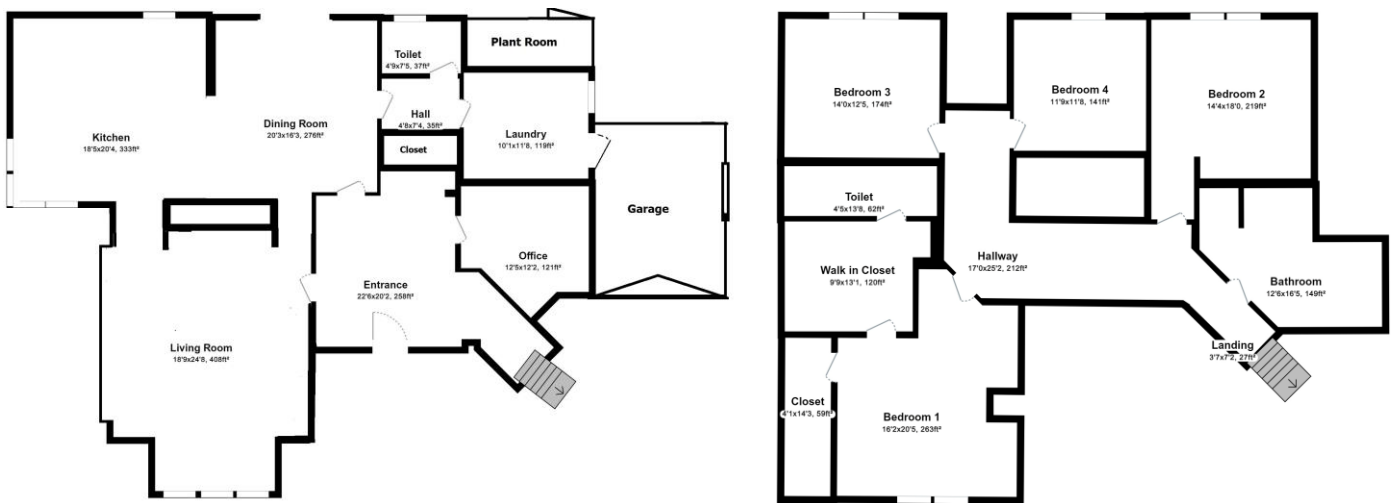 Toilet
4'9x7'5, 37ft²
Plant Room
Hall
4'8x7'4, 35ft²
Closet
Dining Room
20'3x16'3, 276ft²
Kitchen
18'5x20'4, 333ft²
Laundry
10'1x11'8, 119ft²
Garage
Office
12'5x12'2, 121ft²
Entrance
22'6x20'2, 258ft²
Living Room
18'9x24'8, 408ft²
Bedroom 3
14'0x12'5, 174ft²
Bedroom 4
11'9x11'8, 141ft²
Bedroom 2
14'4x18'0, 219ft²
Toilet
4'5x13'8, 62ft²
Walk in Closet
9'9x13'1, 120ft²
Hallway
17'0x25'2, 212ft²
Bathroom
12'6x16'5, 149ft²
Landing
3'7x7'2, 27ft²
Closet
4'1x14'3, 59ft²
Bedroom 1
16'2x20'5, 263ft²